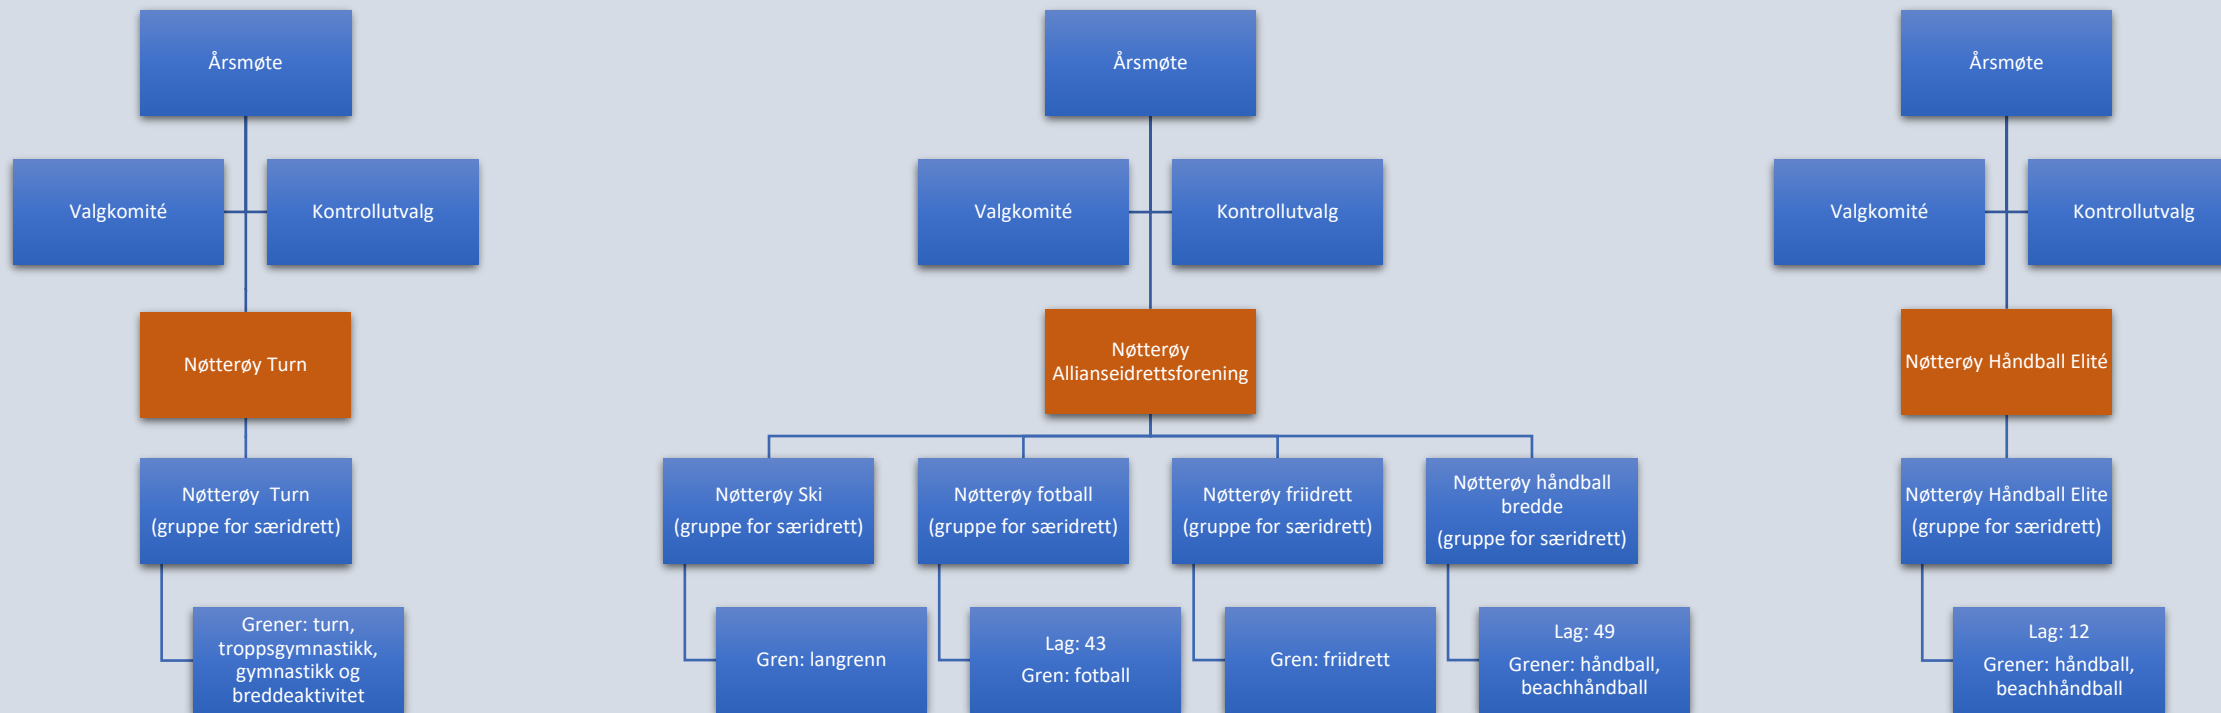 Årsmøte
Valgkomité
Kontrollutvalg
Nøtterøy Turn
Nøtterøy  Turn
(gruppe for særidrett)
Grener: turn,
troppsgymnastikk,
gymnastikk og
breddeaktivitet
Årsmøte
Valgkomité
Kontrollutvalg
Nøtterøy
Allianseidrettsforening
Nøtterøy Ski
(gruppe for særidrett)
Gren: langrenn
Nøtterøy fotball
(gruppe for særidrett)
Lag: 43
Gren: fotball
Nøtterøy friidrett
(gruppe for særidrett)
Gren: friidrett
Nøtterøy håndball
bredde
(gruppe for særidrett)
Lag: 49
Grener: håndball,
beachhåndball
Årsmøte
Valgkomité
Kontrollutvalg
Nøtterøy Håndball Elité
Nøtterøy Håndball Elite
(gruppe for særidrett)
Lag: 12
Grener: håndball,
beachhåndball